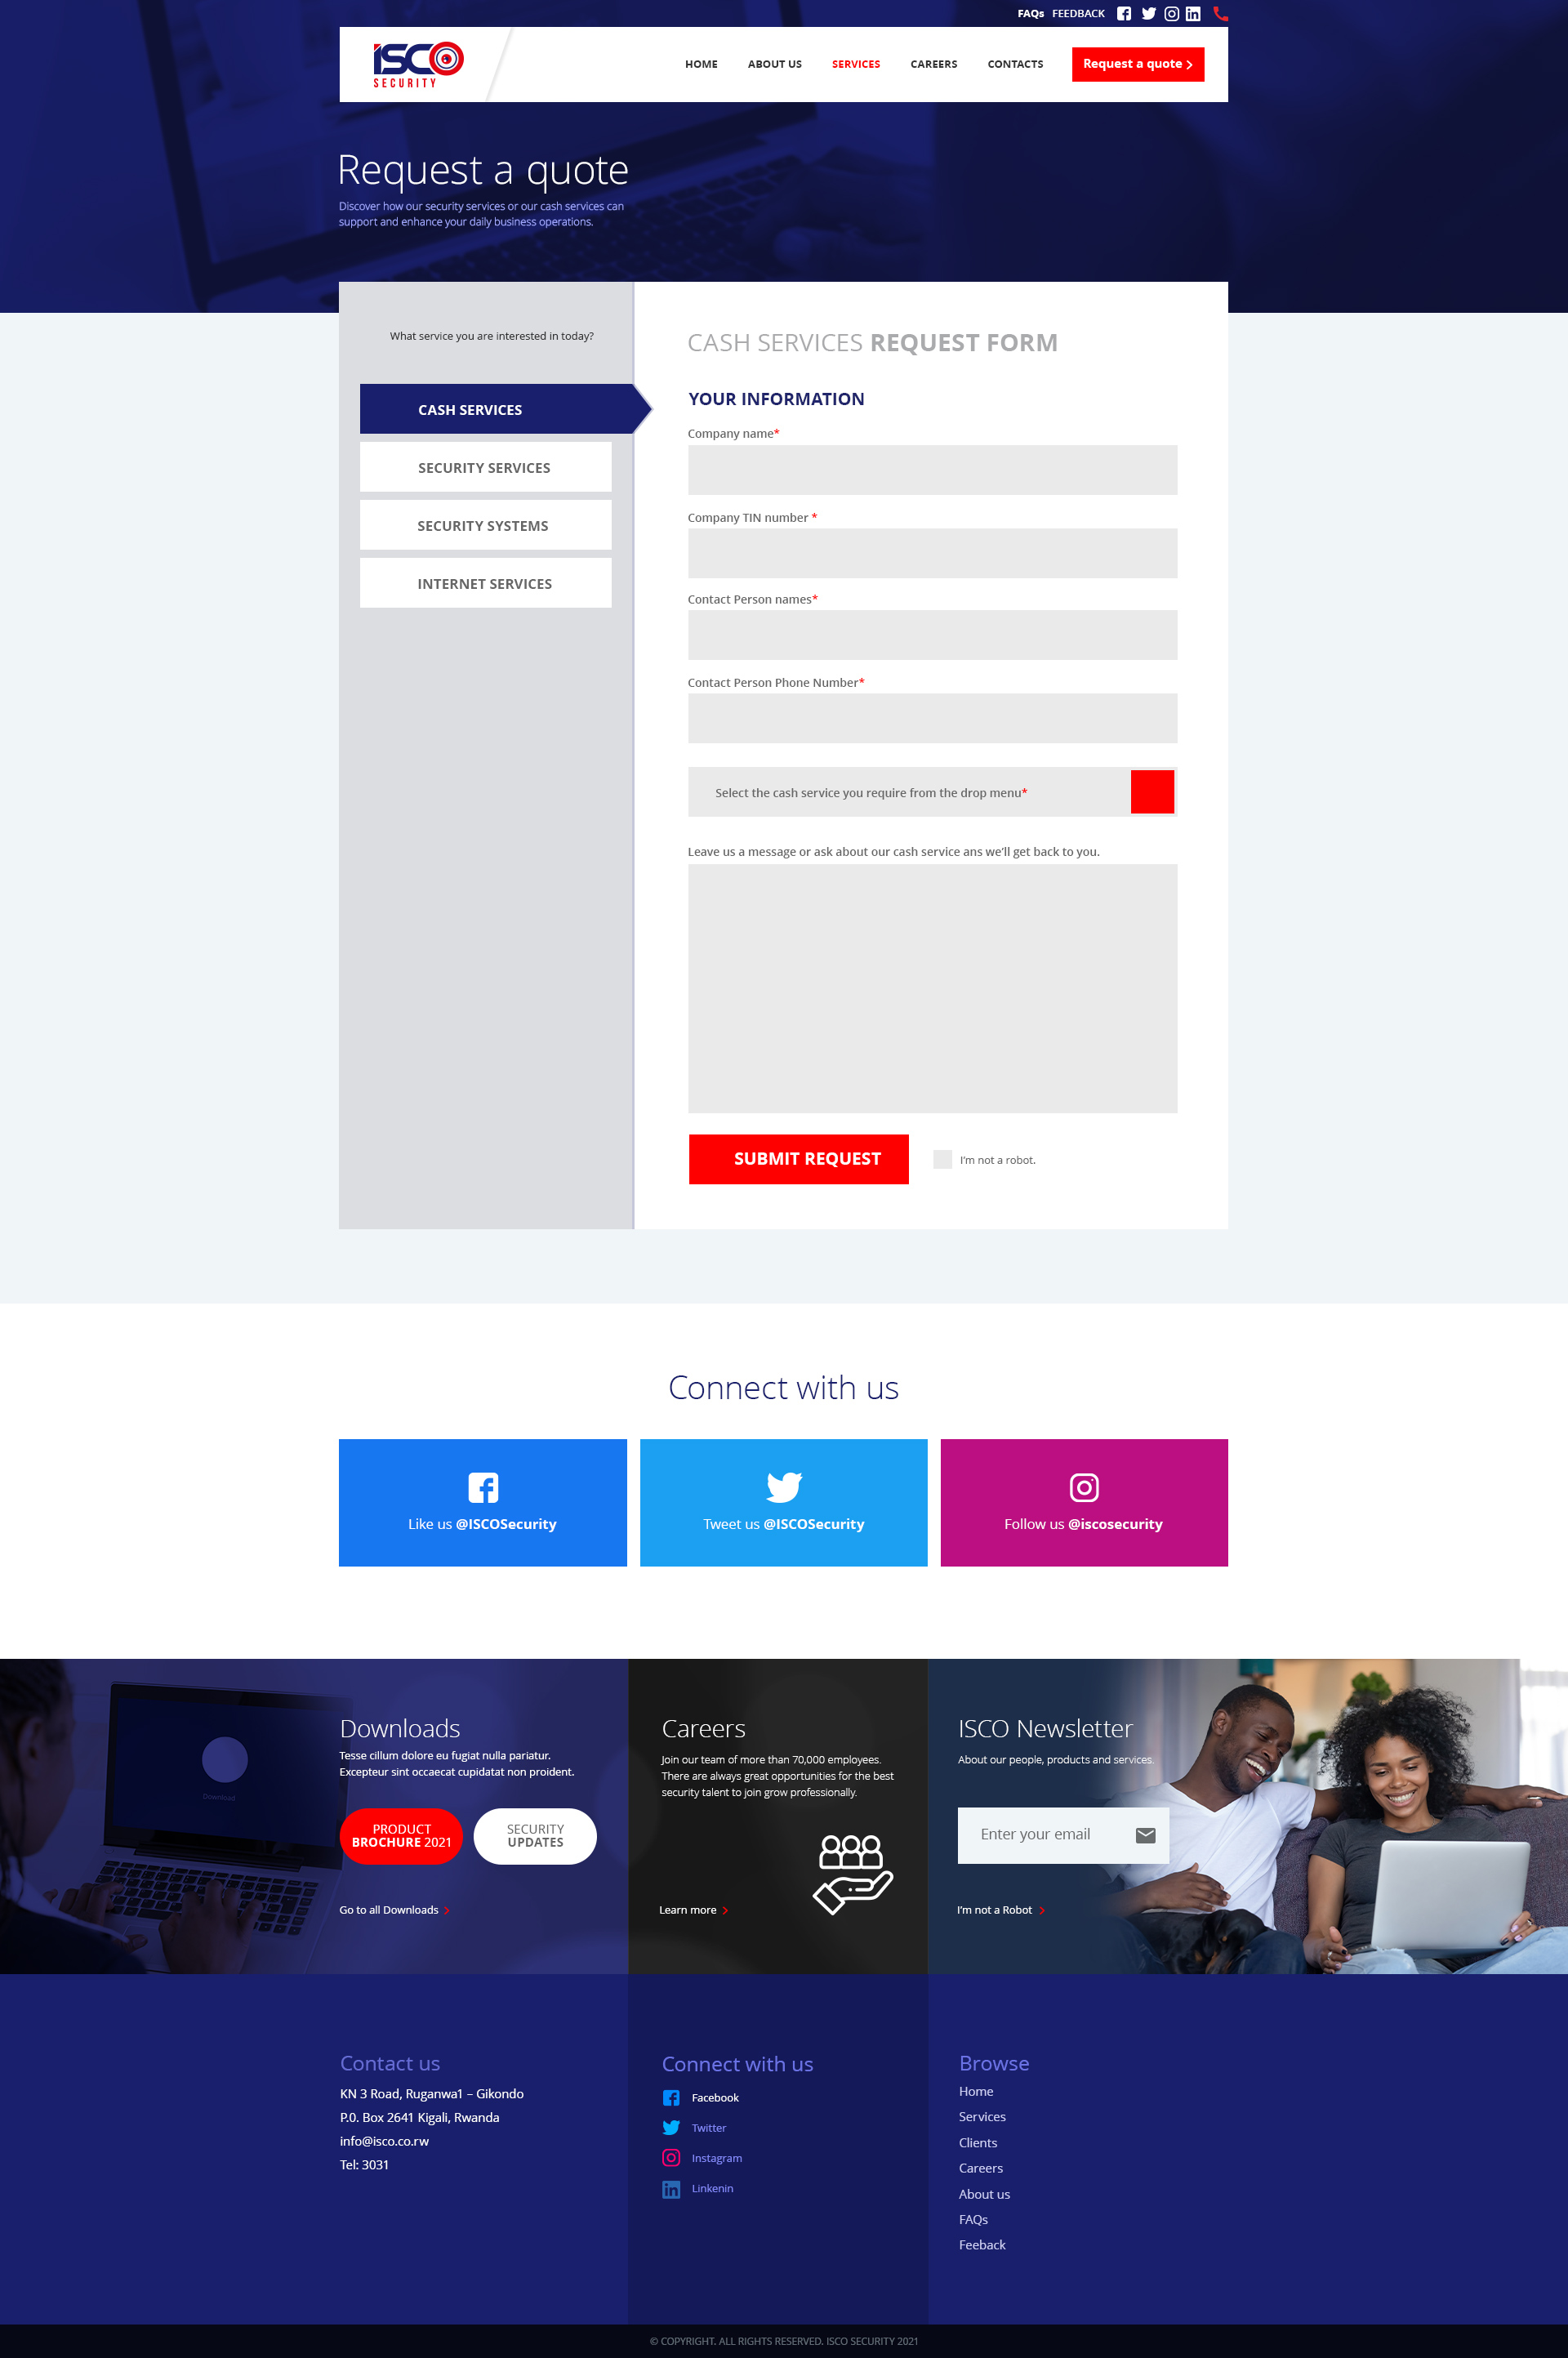 FAQs FEEDBACK
ISCO
SECURITY
HOME ABOUT US SERVICES CAREERS CONTACTS Request a quote
Request a quote
Discover how our security services or our cash services can
support and enhance your daily business operations.
What service you are interested in today?
CASH SERVICES
SECURITY SERVICES
SECURITY SYSTEMS
INTERNET SERVICES
CASH SERVICES REQUEST FORM
YOUR INFORMATION
Company name*
Company TIN number *
Contact Person names*
Contact Person Phone Number*
Select the cash service you require from the drop menu*
Leave us a message or ask about our cash service ans we'll get back to you.
SUBMIT REQUEST
I'm not a robot.
Connect with us
Like us @ISCOSecurity
Tweet us @ISCOSecurity
Follow us @iscosecurity
Download
Downloads
Tesse cillum dolore eu fugiat nulla pariatur.
Excepteur sint occaecat cupidatat non proident.
PRODUCT
BROCHURE 2021
SECURITY
UPDATES
Go to all Downloads
Careers
Join our team of more than 70,000 employees.
There are always great opportunities for the best
security talent to join grow professionally.
Learn more
ISCO Newsletter
About our people, products and services.
Enter your email
I'm not a Robot
Contact us
KN 3 Road, Ruganwa1 – Gikondo
P.0. Box 2641 Kigali, Rwanda
info@isco.co.rw
Tel: 3031
Connect with us
Facebook
Twitter
Instagram
Linkenin
Browse
Home
Services
Clients
Careers
About us
FAQs
Feeback
© COPYRIGHT. ALL RIGHTS RESERVED. ISCO SECURITY 2021